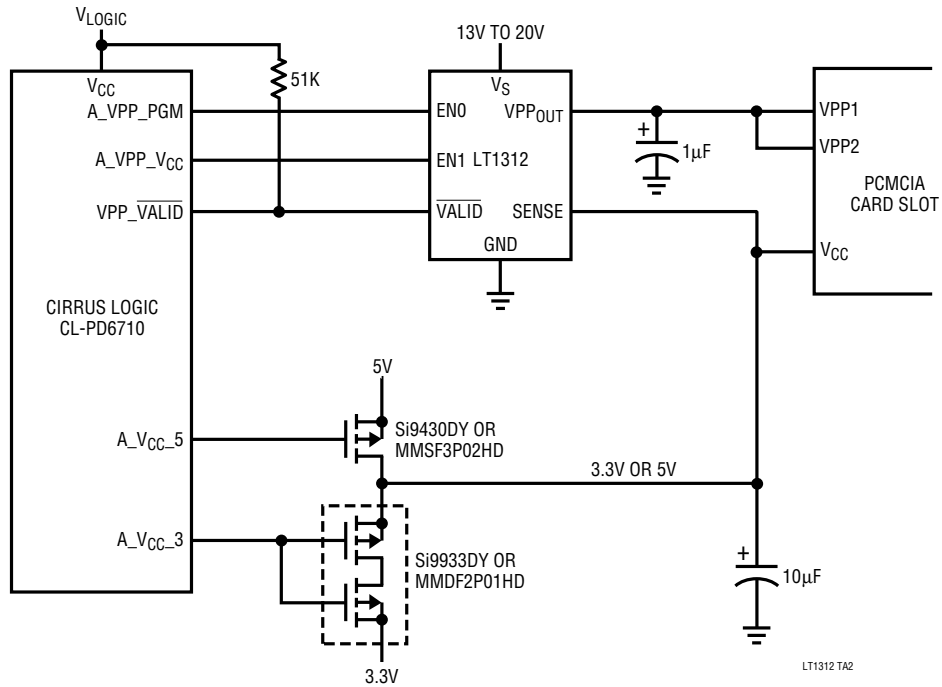 VLOGIC
VCC
A_VPP_PGM
A_VPP_VCC
VPP_VALID
CIRRUS LOGIC
CL-PD6710
A_VCC_5
A_VCC_3
51K
13V TO 20V
VS
EN0
VPPOUT
EN1 LT1312
VALID
SENSE
GND
+
1µF
VPP1
VPP2
PCMCIA
CARD SLOT
VCC
5V
Si9430DY OR
MMSF3P02HD
3.3V OR 5V
Si9933DY OR
MMDF2P01HD
3.3V
+
10µF
LT1312 TA2